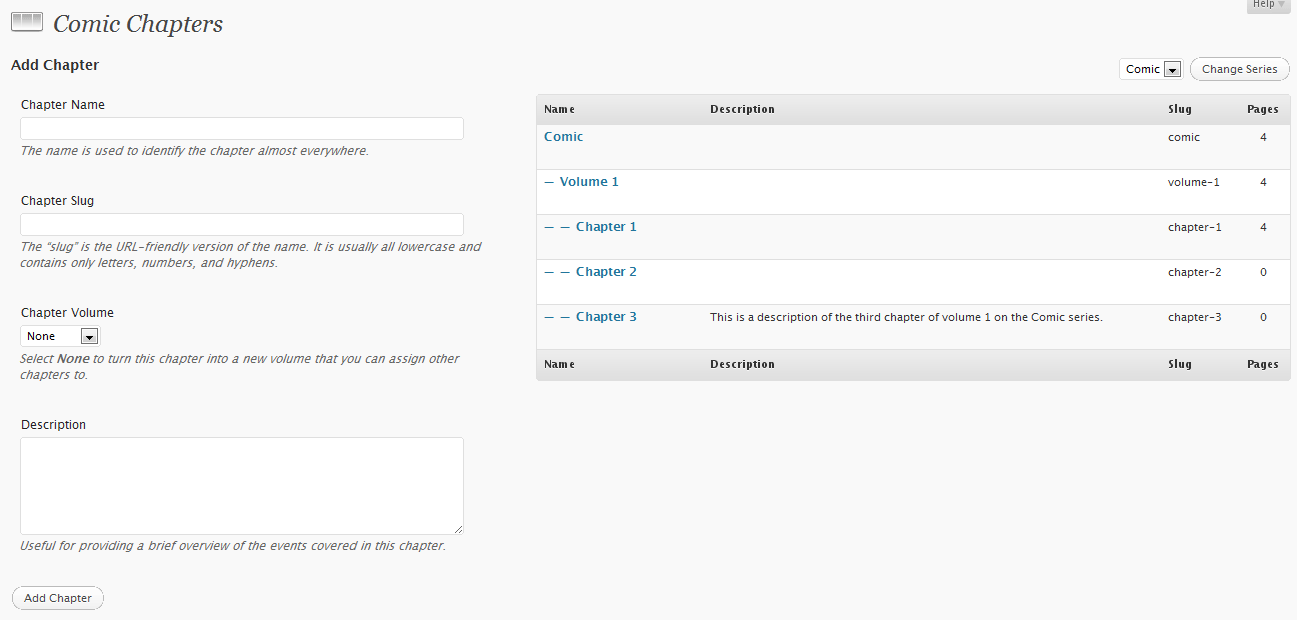 Help
Comic Chapters
Add Chapter
Comic Change Series
Chapter Name
The name is used to identify the chapter almost everywhere.
Chapter Slug
The “slug” is the URL-friendly version of the name. It is usually all lowercase and
contains only letters, numbers, and hyphens.
Chapter Volume
None
Select None to turn this chapter into a new volume that you can assign other
chapters to.
Description
Useful for providing a brief overview of the events covered in this chapter.
Add Chapter
Name Description Slug Pages
Comic comic 4
— Volume 1 volume-1 4
— — Chapter 1 chapter-1 4
— — Chapter 2 chapter-2 0
— — Chapter 3 This is a description of the third chapter of volume 1 on the Comic series. chapter-3 0
Name Description Slug Pages